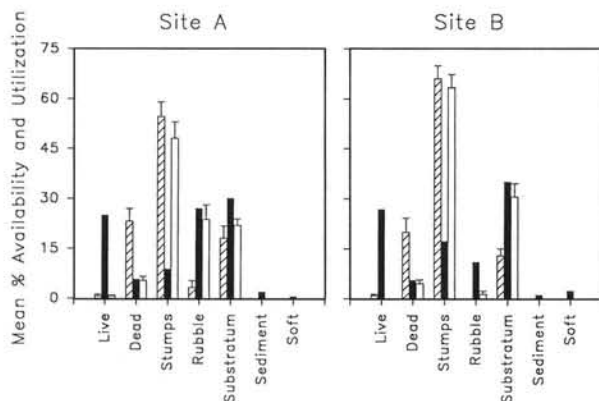 Site A
Site B
Mean % Availability and Utilization
75
60
45
30
15
0
Live
Dead
Stumps
Rubble
Substratum
Sediment
Soft
Live
Dead
Stumps
Rubble
Substratum
Sediment
Soft